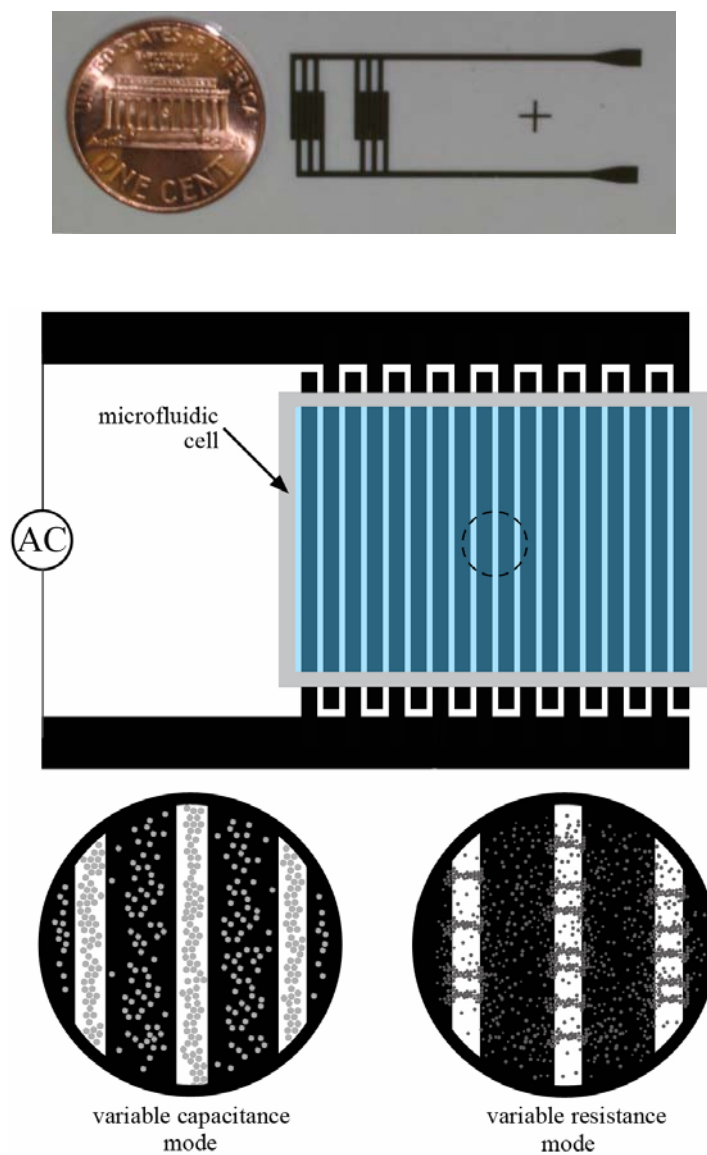 UNITED STATES OF AMERICA
ONE CENT
microfluidic
cell
AC
variable capacitance
mode
variable resistance
mode